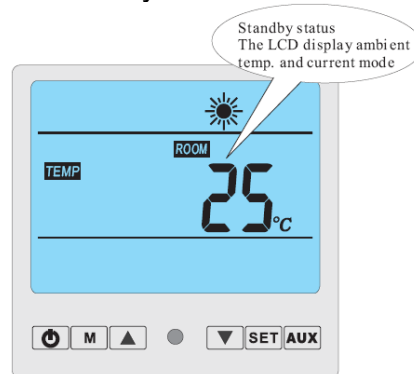 Standby status
The LCD display ambient
temp. and current mode
ROOM
TEMP
25 °C
M
SET
AUX